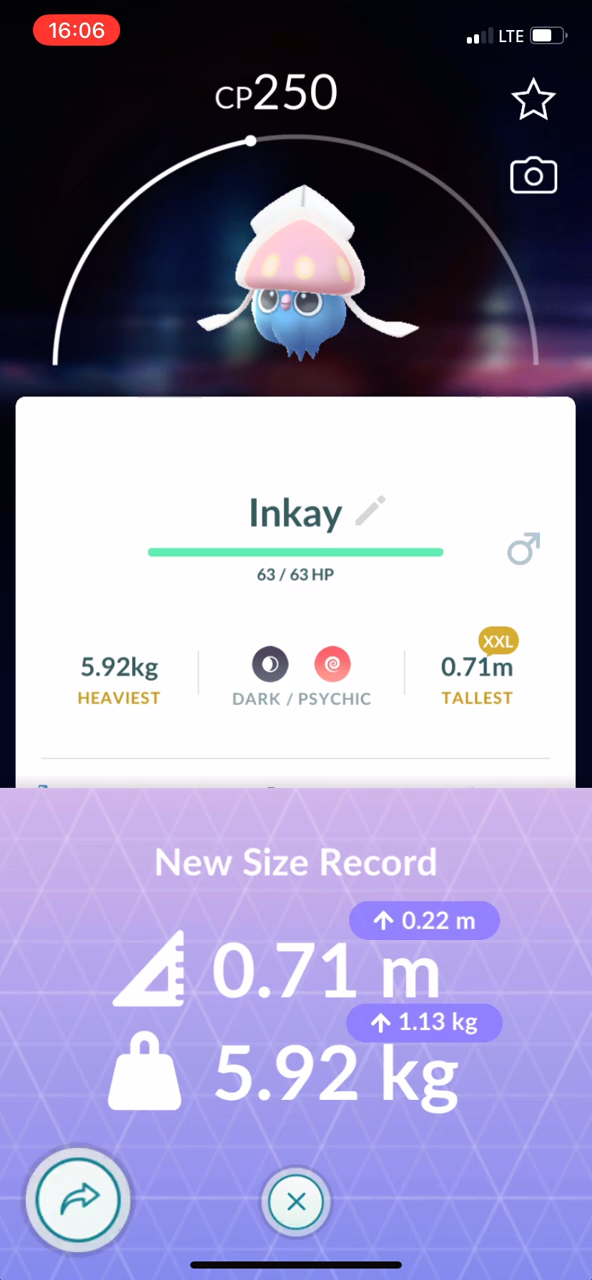 16:06
LTE
CP250
Inkay
63 / 63 HP
XXL
5.92kg
0.71m
HEAVIEST
DARK / PSYCHIC
TALLEST
New Size Record
0.22 m
0.71 m
1.13 kg
5.92 kg